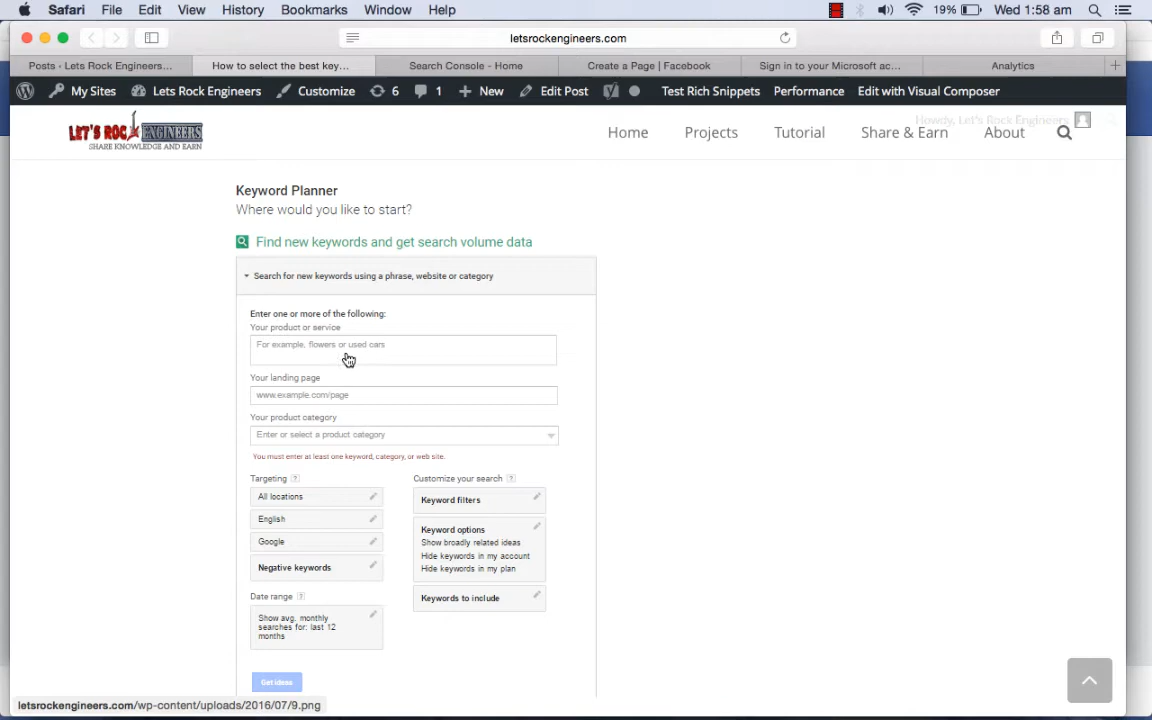 Safari File Edit View History Bookmarks Window Help 19% Wed 1:58 am
letsrockengineers.com
Posts ‹ Lets Rock Engineers... How to select the best key... Search Console - Home Create a Page | Facebook Sign in to your Microsoft ac... Analytics
My Sites Lets Rock Engineers Customize 6 1 New Edit Post Test Rich Snippets Performance Edit with Visual Composer
Howdy, Let's Rock Engineers
LET'S ROCK ENGINEERS
SHARE KNOWLEDGE AND EARN
Home Projects Tutorial Share & Earn About
Keyword Planner
Where would you like to start?
Find new keywords and get search volume data
Search for new keywords using a phrase, website or category
Enter one or more of the following:
Your product or service
For example, flowers or used cars
Your landing page
www.example.com/page
Your product category
Enter or select a product category
You must enter at least one keyword, category, or web site.
Targeting ?
All locations
English
Google
Negative keywords
Date range ?
Show avg. monthly
searches for: last 12
months
Customize your search ?
Keyword filters
Keyword options
Show broadly related ideas
Hide keywords in my account
Hide keywords in my plan
Keywords to include
Get ideas
letsrockengineers.com/wp-content/uploads/2016/07/9.png